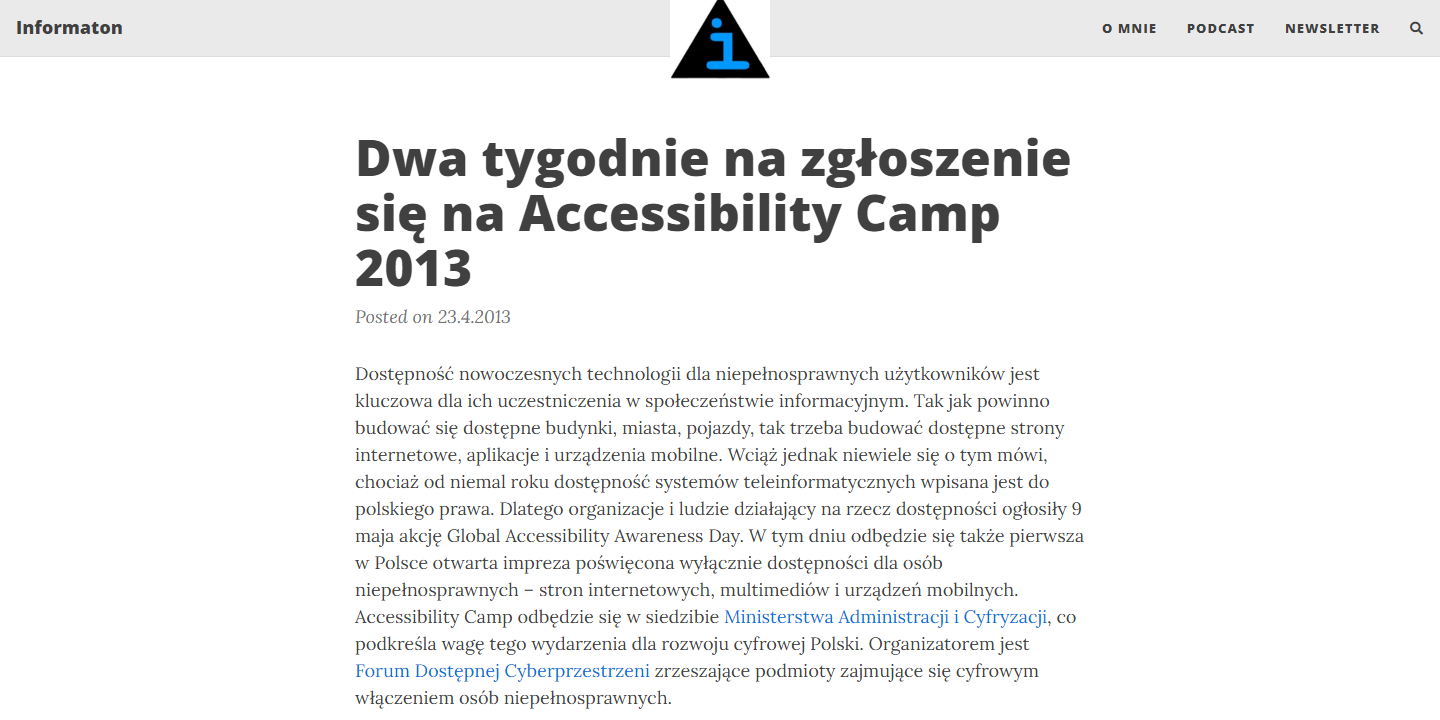 Informaton
i
O MNIE PODCAST NEWSLETTER
Dwa tygodnie na zgłoszenie
się na Accessibility Camp
2013
Posted on 23.4.2013
Dostępność nowoczesnych technologii dla niepełnosprawnych użytkowników jest
kluczowa dla ich uczestniczenia w społeczeństwie informacyjnym. Tak jak powinno
budować się dostępne budynki, miasta, pojazdy, tak trzeba budować dostępne strony
internetowe, aplikacje i urządzenia mobilne. Wciąż jednak niewiele się o tym mówi,
chociaż od niemal roku dostępność systemów teleinformatycznych wpisana jest do
polskiego prawa. Dlatego organizacje i ludzie działający na rzecz dostępności ogłosiły 9
maja akcję Global Accessibility Awareness Day. W tym dniu odbędzie się także pierwsza
w Polsce otwarta impreza poświęcona wyłącznie dostępności dla osób
niepełnosprawnych – stron internetowych, multimediów i urządzeń mobilnych.
Accessibility Camp odbędzie się w siedzibie Ministerstwa Administracji i Cyfryzacji, co
podkreśla wagę tego wydarzenia dla rozwoju cyfrowej Polski. Organizatorem jest
Forum Dostępnej Cyberprzestrzeni zrzeszające podmioty zajmujące się cyfrowym
włączeniem osób niepełnosprawnych.